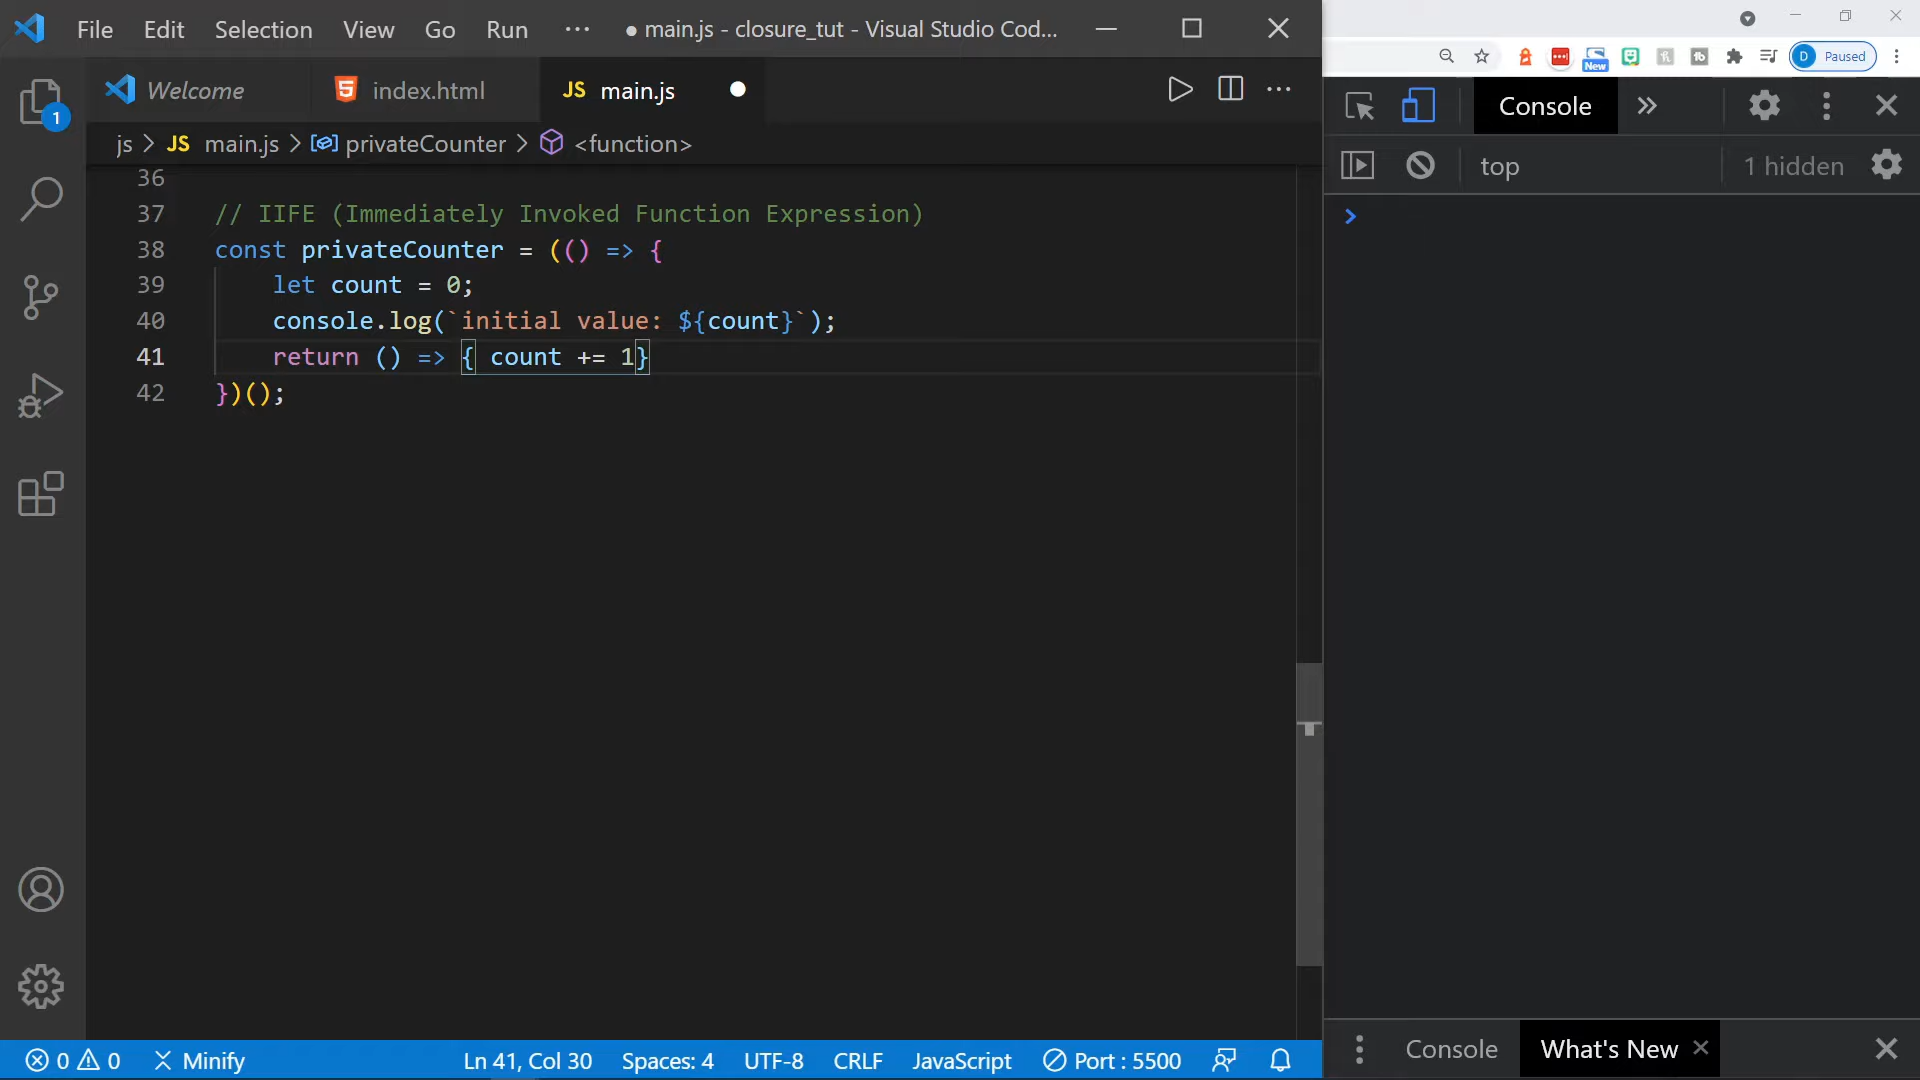 File Edit Selection View Go Run ··· ● main.js - closure_tut - Visual Studio Cod...
Welcome index.html JS main.js
js > JS main.js > privateCounter > <function>
36
37 // IIFE (Immediately Invoked Function Expression)
38 const privateCounter = (() => {
39 let count = 0;
40 console.log(`initial value: ${count}`);
41 return () => { count += 1}
42 })();
1
0 0 Minify Ln 41, Col 30 Spaces: 4 UTF-8 CRLF JavaScript Port : 5500
New D Paused
Console
top 1 hidden
Console What's New